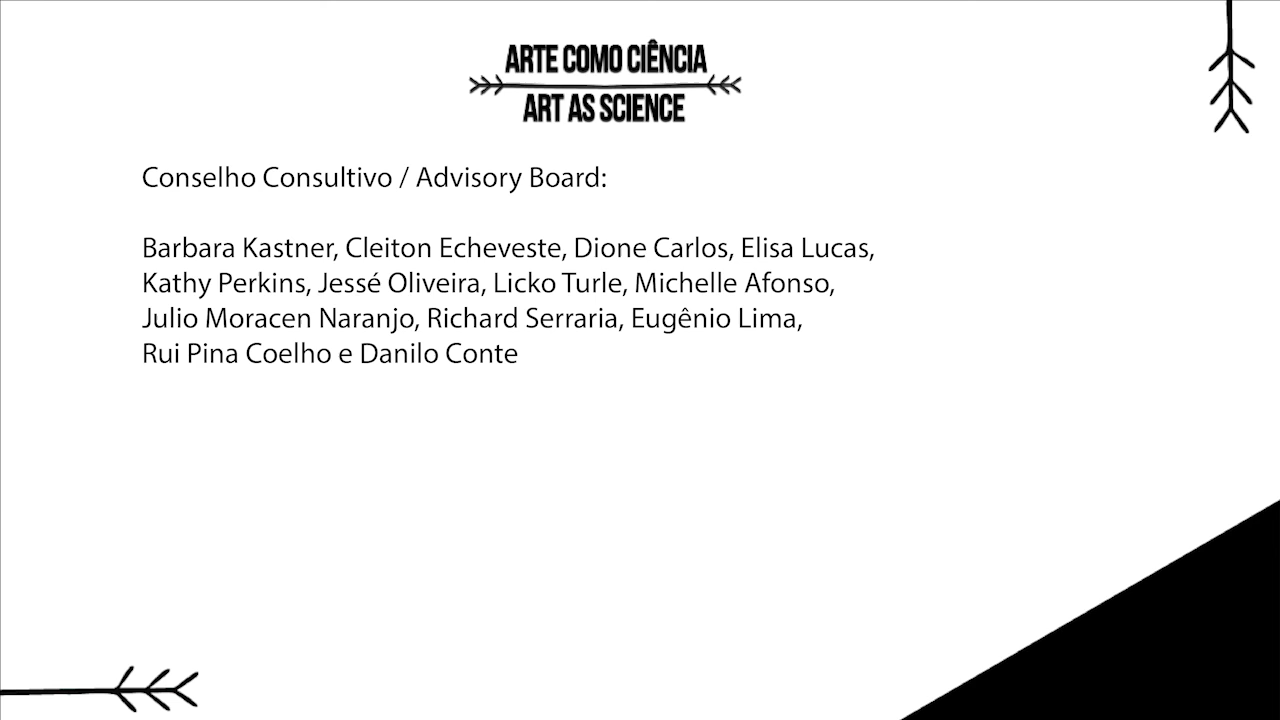 ARTE COMO CIÊNCIA
ART AS SCIENCE
Conselho Consultivo / Advisory Board:
Barbara Kastner, Cleiton Echeveste, Dione Carlos, Elisa Lucas,
Kathy Perkins, Jessé Oliveira, Licko Turle, Michelle Afonso,
Julio Moracen Naranjo, Richard Serraria, Eugênio Lima,
Rui Pina Coelho e Danilo Conte